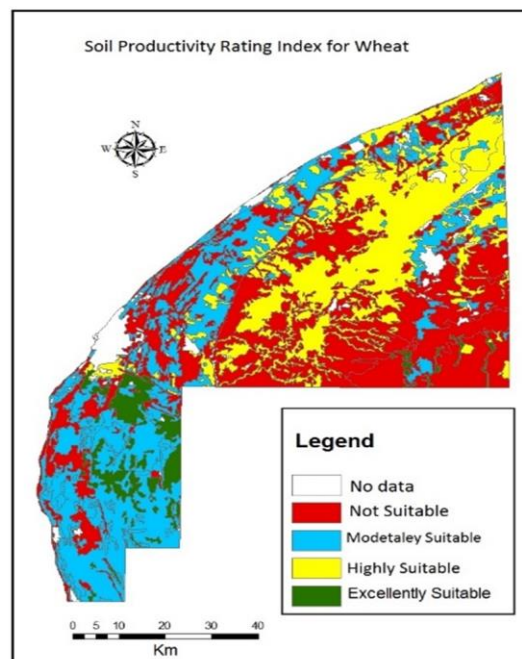 Soil Productivity Rating Index for Wheat
N
W E
S
Legend
No data
Not Suitable
Modetaley Suitable
Highly Suitable
Excellently Suitable
0 5 10 20 30 40
Km